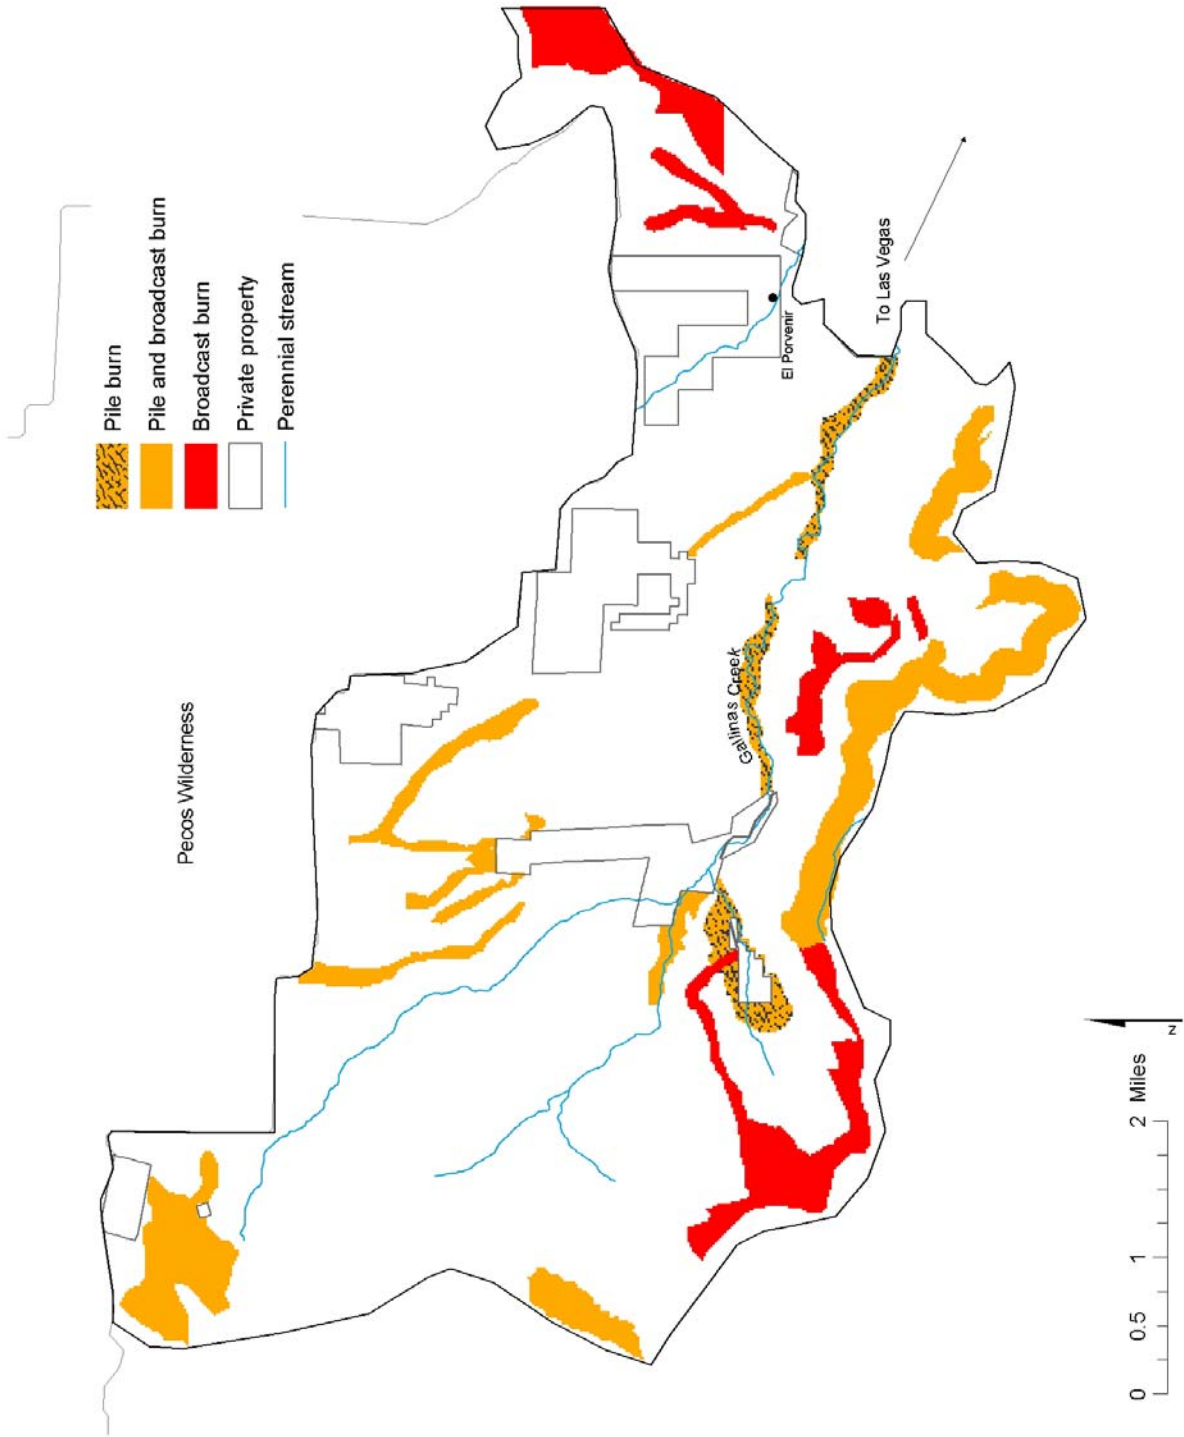 Pecos Wilderness
Pile burn
Pile and broadcast burn
Broadcast burn
Private property
Perennial stream
Gallinas Creek
El Porvenir
To Las Vegas
0 0.5 1 2 Miles
N